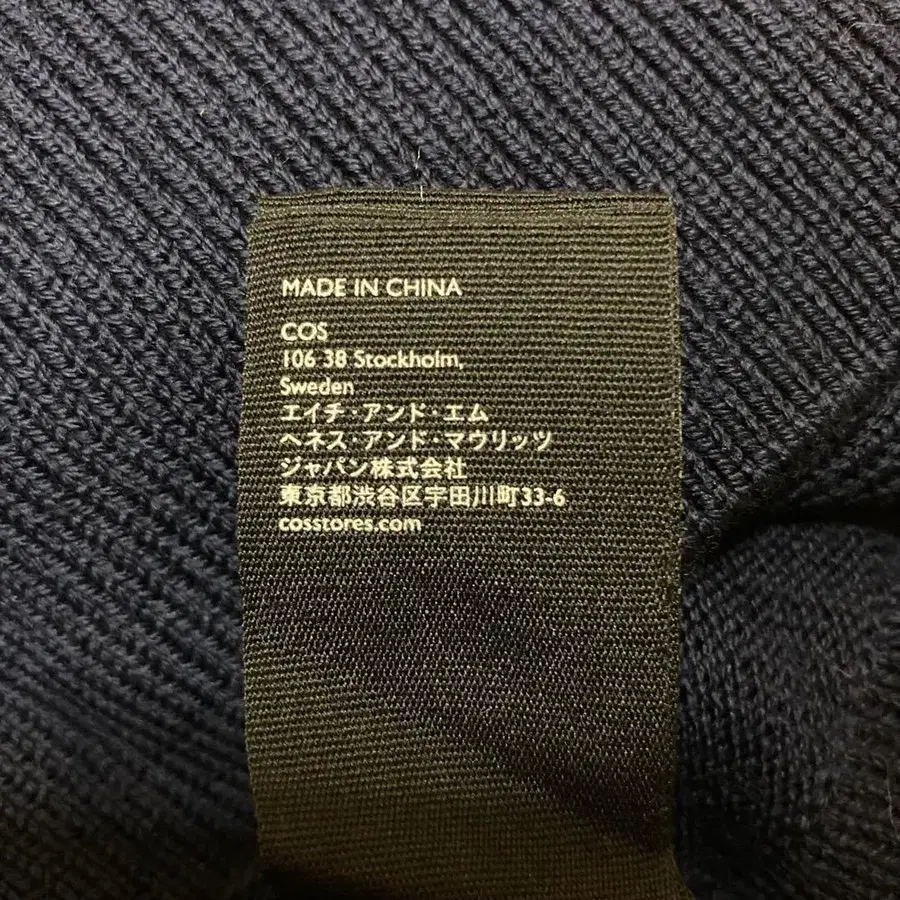 MADE IN CHINA
COS
106 38 Stockholm,
Sweden
エイチ・アンド・エム
ヘネス・アンド・マウリッツ
ジャパン株式会社
東京都渋谷区宇田川町33-6
cosstores.com